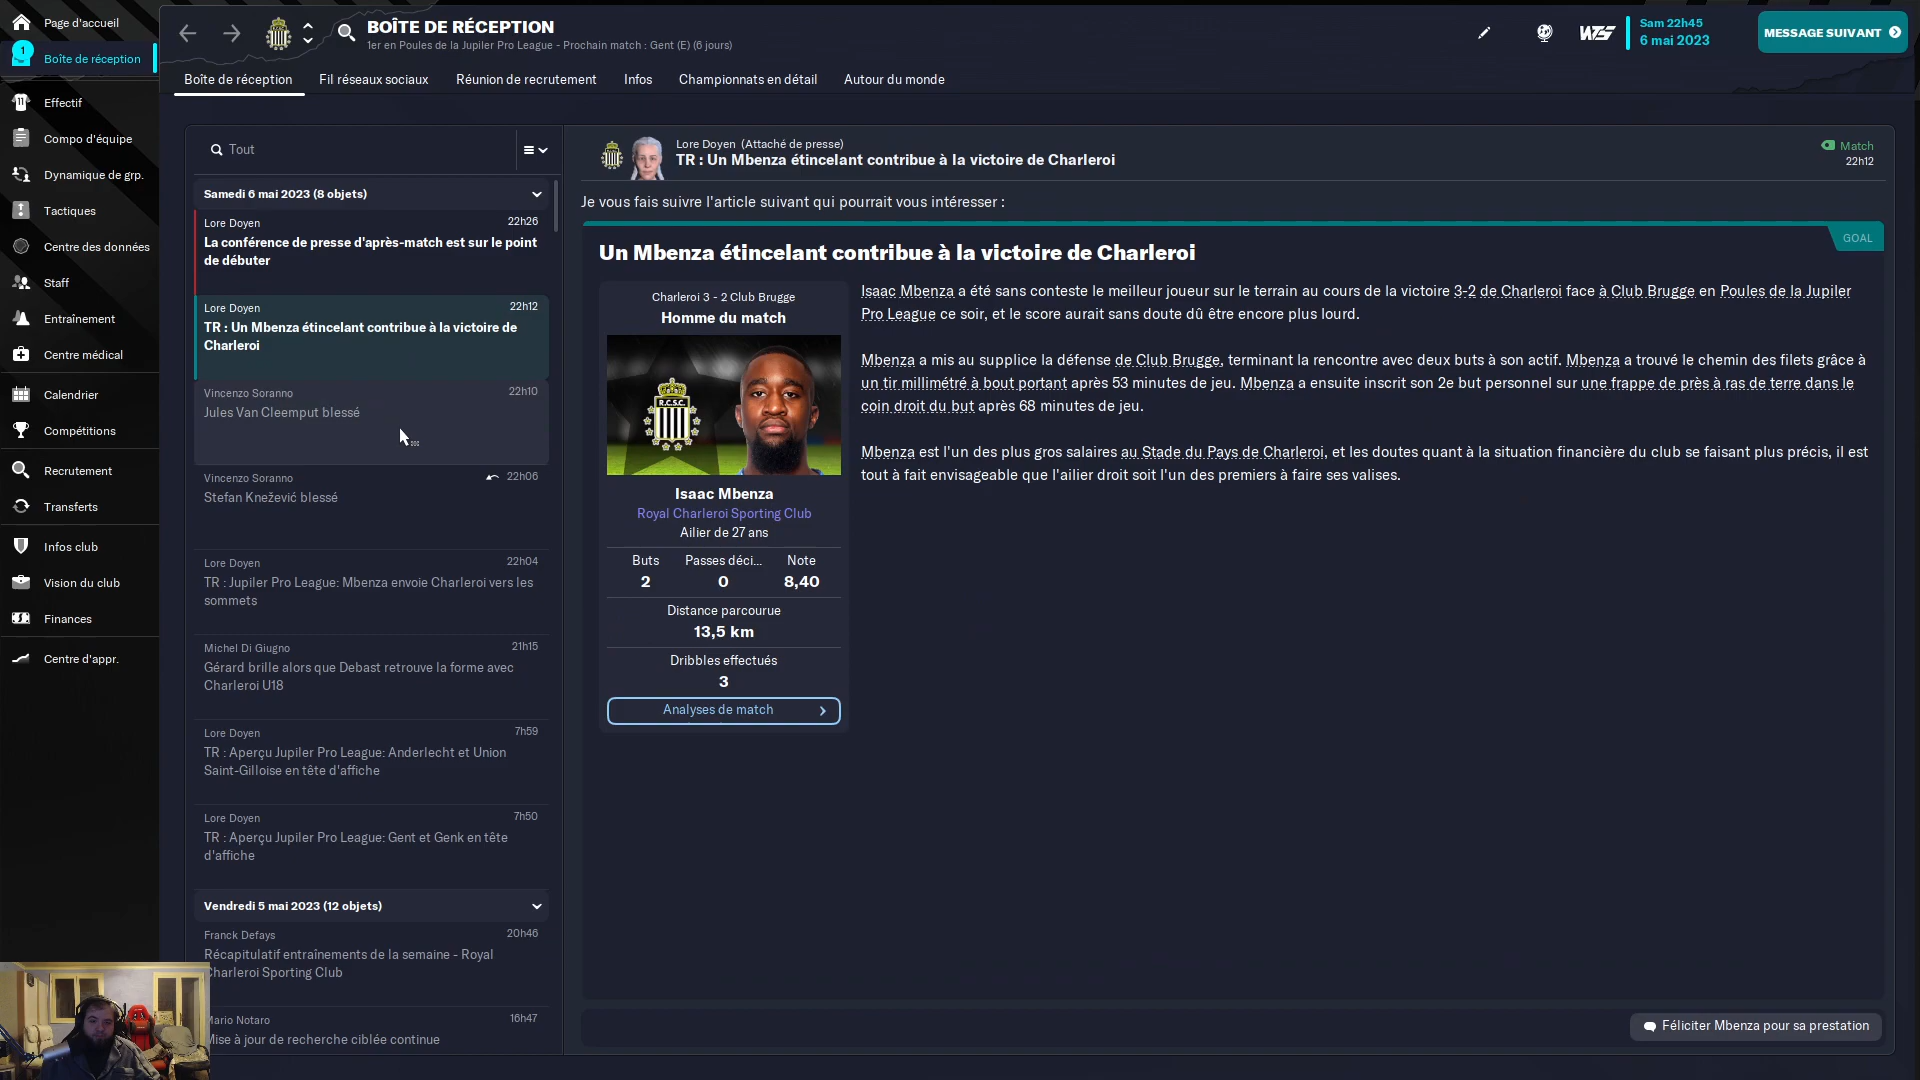 Page d'accueil
1
Boîte de réception
Effectif
Compo d'équipe
Dynamique de grp.
Tactiques
Centre des données
Staff
Entraînement
Centre médical
Calendrier
Compétitions
Recrutement
Transferts
Infos club
Vision du club
Finances
Centre d'appr.
BOÎTE DE RÉCEPTION
1er en Poules de la Jupiler Pro League - Prochain match : Gent (E) (6 jours)
Sam 22h45
6 mai 2023
MESSAGE SUIVANT
Boîte de réception
Fil réseaux sociaux
Réunion de recrutement
Infos
Championnats en détail
Autour du monde
Tout
Samedi 6 mai 2023 (8 objets)
Lore Doyen 22h26
La conférence de presse d'après-match est sur le point
de débuter
Lore Doyen 22h12
TR : Un Mbenza étincelant contribue à la victoire de
Charleroi
Vincenzo Soranno 22h10
Jules Van Cleemput blessé
Vincenzo Soranno 22h06
Stefan Knežević blessé
Lore Doyen 22h04
TR : Jupiler Pro League: Mbenza envoie Charleroi vers les
sommets
Michel Di Giugno 21h15
Gérard brille alors que Debast retrouve la forme avec
Charleroi U18
Lore Doyen 7h59
TR : Aperçu Jupiler Pro League: Anderlecht et Union
Saint-Gilloise en tête d'affiche
Lore Doyen 7h50
TR : Aperçu Jupiler Pro League: Gent et Genk en tête
d'affiche
Vendredi 5 mai 2023 (12 objets)
Franck Defays 20h46
Récapitulatif entraînements de la semaine - Royal
Charleroi Sporting Club
Mario Notaro 16h47
Mise à jour de recherche ciblée continue
Lore Doyen (Attaché de presse)
TR : Un Mbenza étincelant contribue à la victoire de Charleroi
Match
22h12
Je vous fais suivre l'article suivant qui pourrait vous intéresser :
GOAL
Un Mbenza étincelant contribue à la victoire de Charleroi
Charleroi 3 - 2 Club Brugge
Homme du match
R.C.S.C.
Isaac Mbenza
Royal Charleroi Sporting Club
Ailier de 27 ans
Buts Passes déci... Note
2 0 8,40
Distance parcourue
13,5 km
Dribbles effectués
3
Analyses de match
Isaac Mbenza a été sans conteste le meilleur joueur sur le terrain au cours de la victoire 3-2 de Charleroi face à Club Brugge en Poules de la Jupiler
Pro League ce soir, et le score aurait sans doute dû être encore plus lourd.
Mbenza a mis au supplice la défense de Club Brugge, terminant la rencontre avec deux buts à son actif. Mbenza a trouvé le chemin des filets grâce à
un tir millimétré à bout portant après 53 minutes de jeu. Mbenza a ensuite inscrit son 2e but personnel sur une frappe de près à ras de terre dans le
coin droit du but après 68 minutes de jeu.
Mbenza est l'un des plus gros salaires au Stade du Pays de Charleroi, et les doutes quant à la situation financière du club se faisant plus précis, il est
tout à fait envisageable que l'ailier droit soit l'un des premiers à faire ses valises.
Féliciter Mbenza pour sa prestation